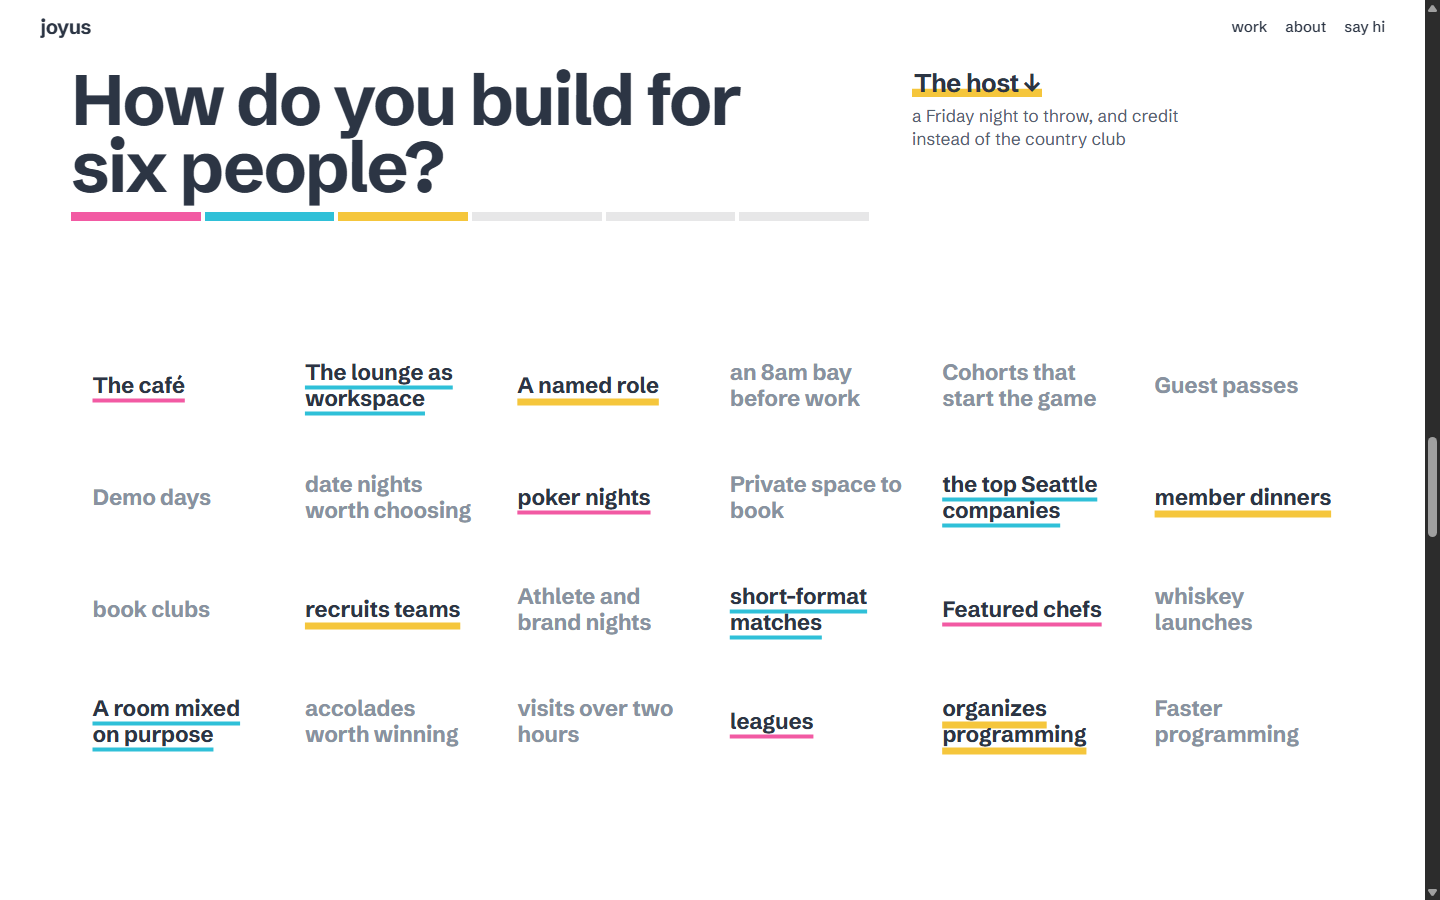 joyus
work about say hi
How do you build for
six people?
The host ↓
a Friday night to throw, and credit
instead of the country club
The café
The lounge as
workspace
A named role
an 8am bay
before work
Cohorts that
start the game
Guest passes
Demo days
date nights
worth choosing
poker nights
Private space to
book
the top Seattle
companies
member dinners
book clubs
recruits teams
Athlete and
brand nights
short-format
matches
Featured chefs
whiskey
launches
A room mixed
on purpose
accolades
worth winning
visits over two
hours
leagues
organizes
programming
Faster
programming